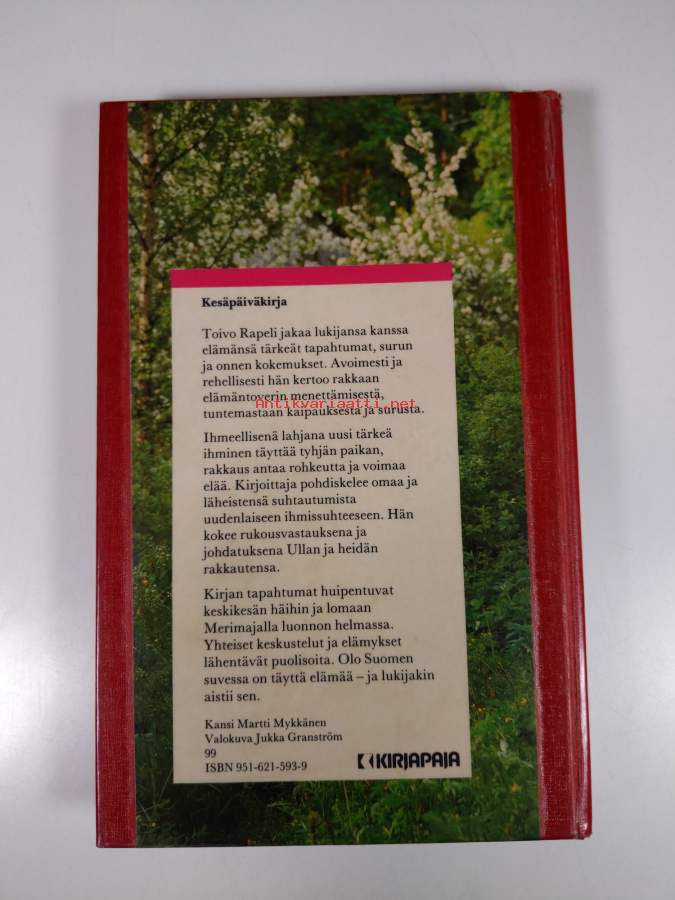 Kesäpäiväkirja
Toivo Rapeli jakaa lukijansa kanssa
elämänsä tärkeät tapahtumat, surun
ja onnen kokemukset. Avoimesti ja
rehellisesti hän kertoo rakkaan
elämäntoverin menettämisestä,
Antikvariaatti.net
tuntemastaan kaipauksesta ja surusta.
Ihmeellisenä lahjana uusi tärkeä
ihminen täyttää tyhjän paikan,
rakkaus antaa rohkeutta ja voimaa
elää. Kirjoittaja pohdiskelee omaa ja
läheistensä suhtautumista
uudenlaiseen ihmissuhteeseen. Hän
kokee rukousvastauksena ja
johdatuksena Ullan ja heidän
rakkautensa.
Kirjan tapahtumat huipentuvat
keskikesän häihin ja lomaan
Merimajalla luonnon helmassa.
Yhteiset keskustelut ja elämykset
lähentävät puolisoita. Olo Suomen
suvessa on täyttä elämää – ja lukijakin
aistii sen.
Kansi Martti Mykkänen
Valokuva Jukka Granström
99
ISBN 951-621-593-9
KIRJAPAJA